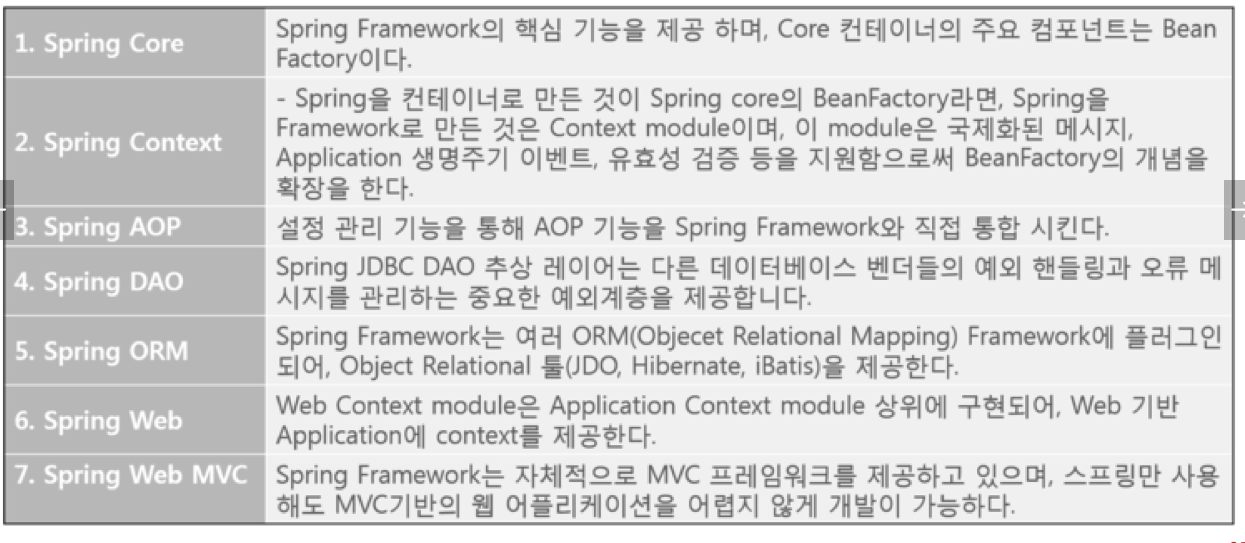 1. Spring Core
Spring Framework의 핵심 기능을 제공 하며, Core 컨테이너의 주요 컴포넌트는 Bean
Factory이다.
2. Spring Context
- Spring을 컨테이너로 만든 것이 Spring core의 BeanFactory라면, Spring을
Framework로 만든 것은 Context module이며, 이 module은 국제화된 메시지,
Application 생명주기 이벤트, 유효성 검증 등을 지원함으로써 BeanFactory의 개념을
확장을 한다.
3. Spring AOP
설정 관리 기능을 통해 AOP 기능을 Spring Framework와 직접 통합 시킨다.
4. Spring DAO
Spring JDBC DAO 추상 레이어는 다른 데이터베이스 벤더들의 예외 핸들링과 오류 메
시지를 관리하는 중요한 예외계층을 제공합니다.
5. Spring ORM
Spring Framework는 여러 ORM(Objecet Relational Mapping) Framework에 플러그인
되어, Object Relational 툴(JDO, Hibernate, iBatis)을 제공한다.
6. Spring Web
Web Context module은 Application Context module 상위에 구현되어, Web 기반
Application에 context를 제공한다.
7. Spring Web MVC
Spring Framework는 자체적으로 MVC 프레임워크를 제공하고 있으며, 스프링만 사용
해도 MVC기반의 웹 어플리케이션을 어렵지 않게 개발이 가능하다.